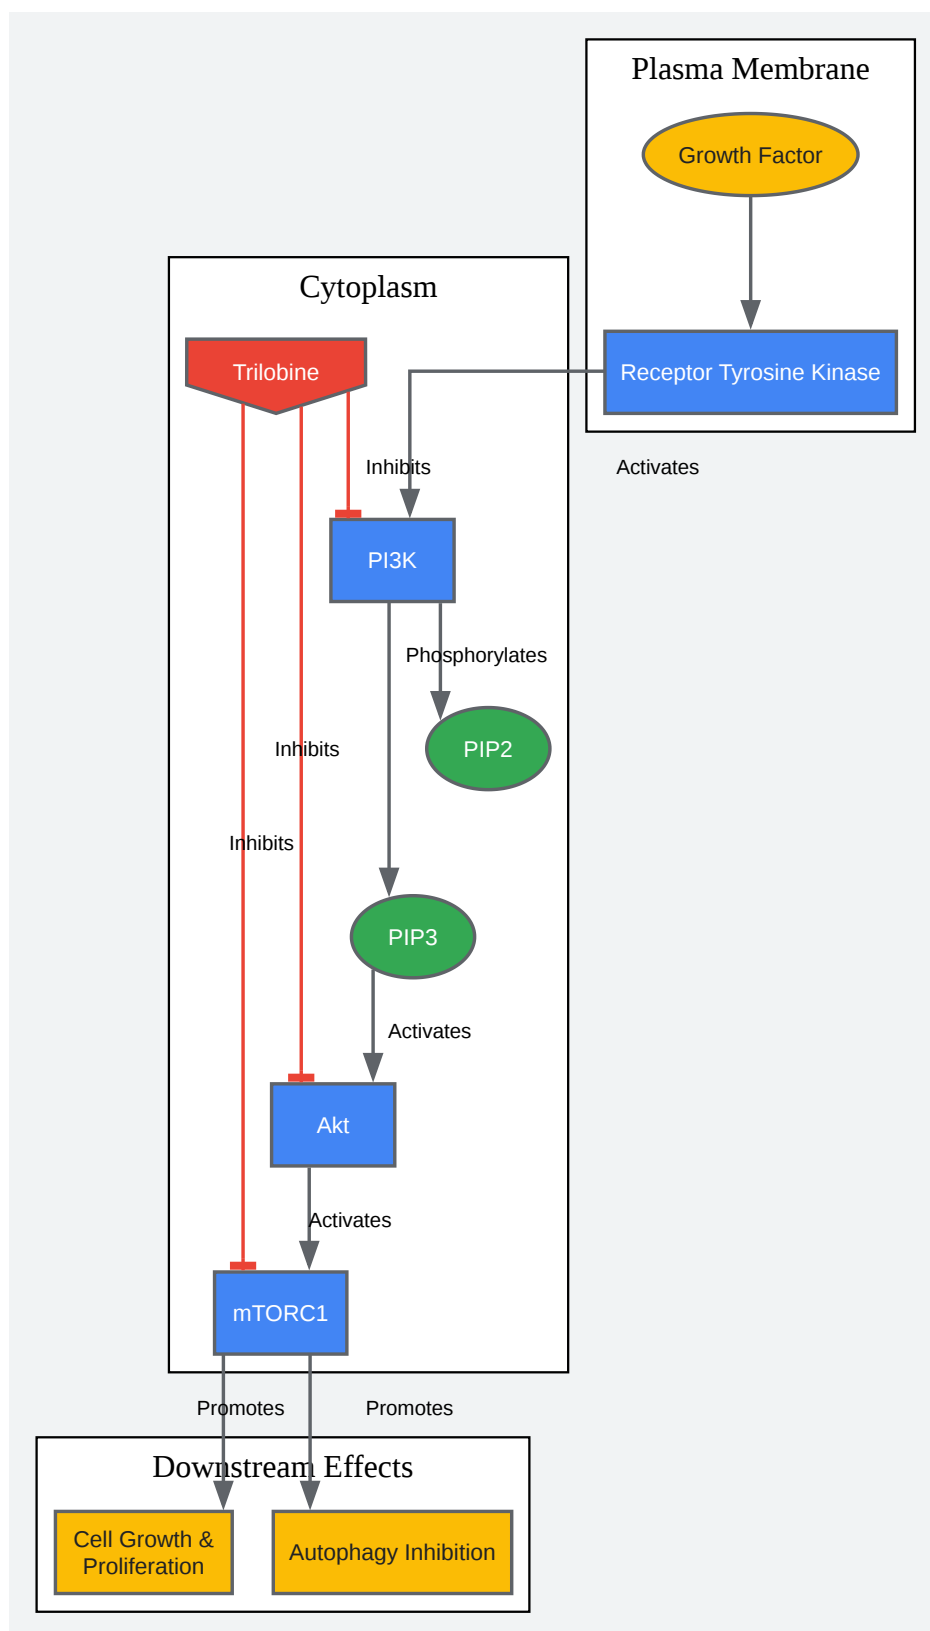 Plasma Membrane
Growth Factor
Cytoplasm
Trilobine
Receptor Tyrosine Kinase
Inhibits
Activates
PI3K
Phosphorylates
Inhibits
PIP2
Inhibits
PIP3
Activates
Akt
Activates
mTORC1
Promotes
Promotes
Downstream Effects
Cell Growth &
Proliferation
Autophagy Inhibition